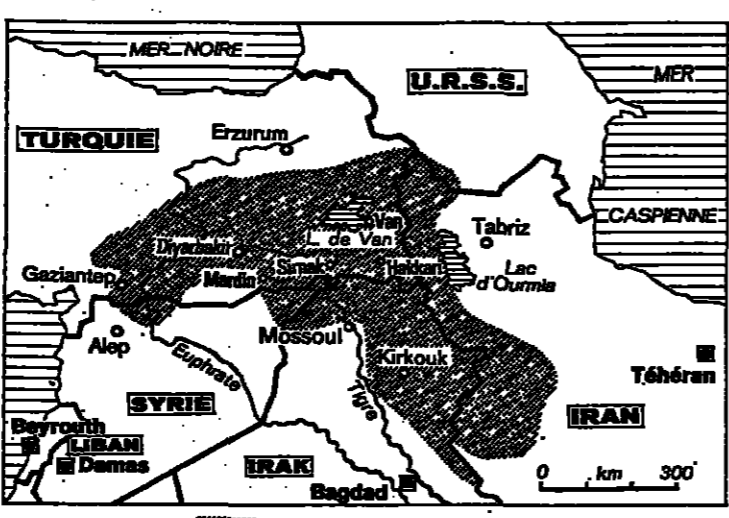 MER NOIRE
U.R.S.S.
MER
TURQUIE
Erzurum
CASPIENNE
Van
L. de Van
Tabriz
Diyarbakir
Gaziantep
Mardin
Sirnak
Hakkari
Lac
d'Ourmia
Alep
Mossoul
Euphrate
Kirkouk
Tigre
Téhéran
SYRIE
IRAN
Beyrouth
LIBAN
Damas
IRAK
Bagdad
0 km 300